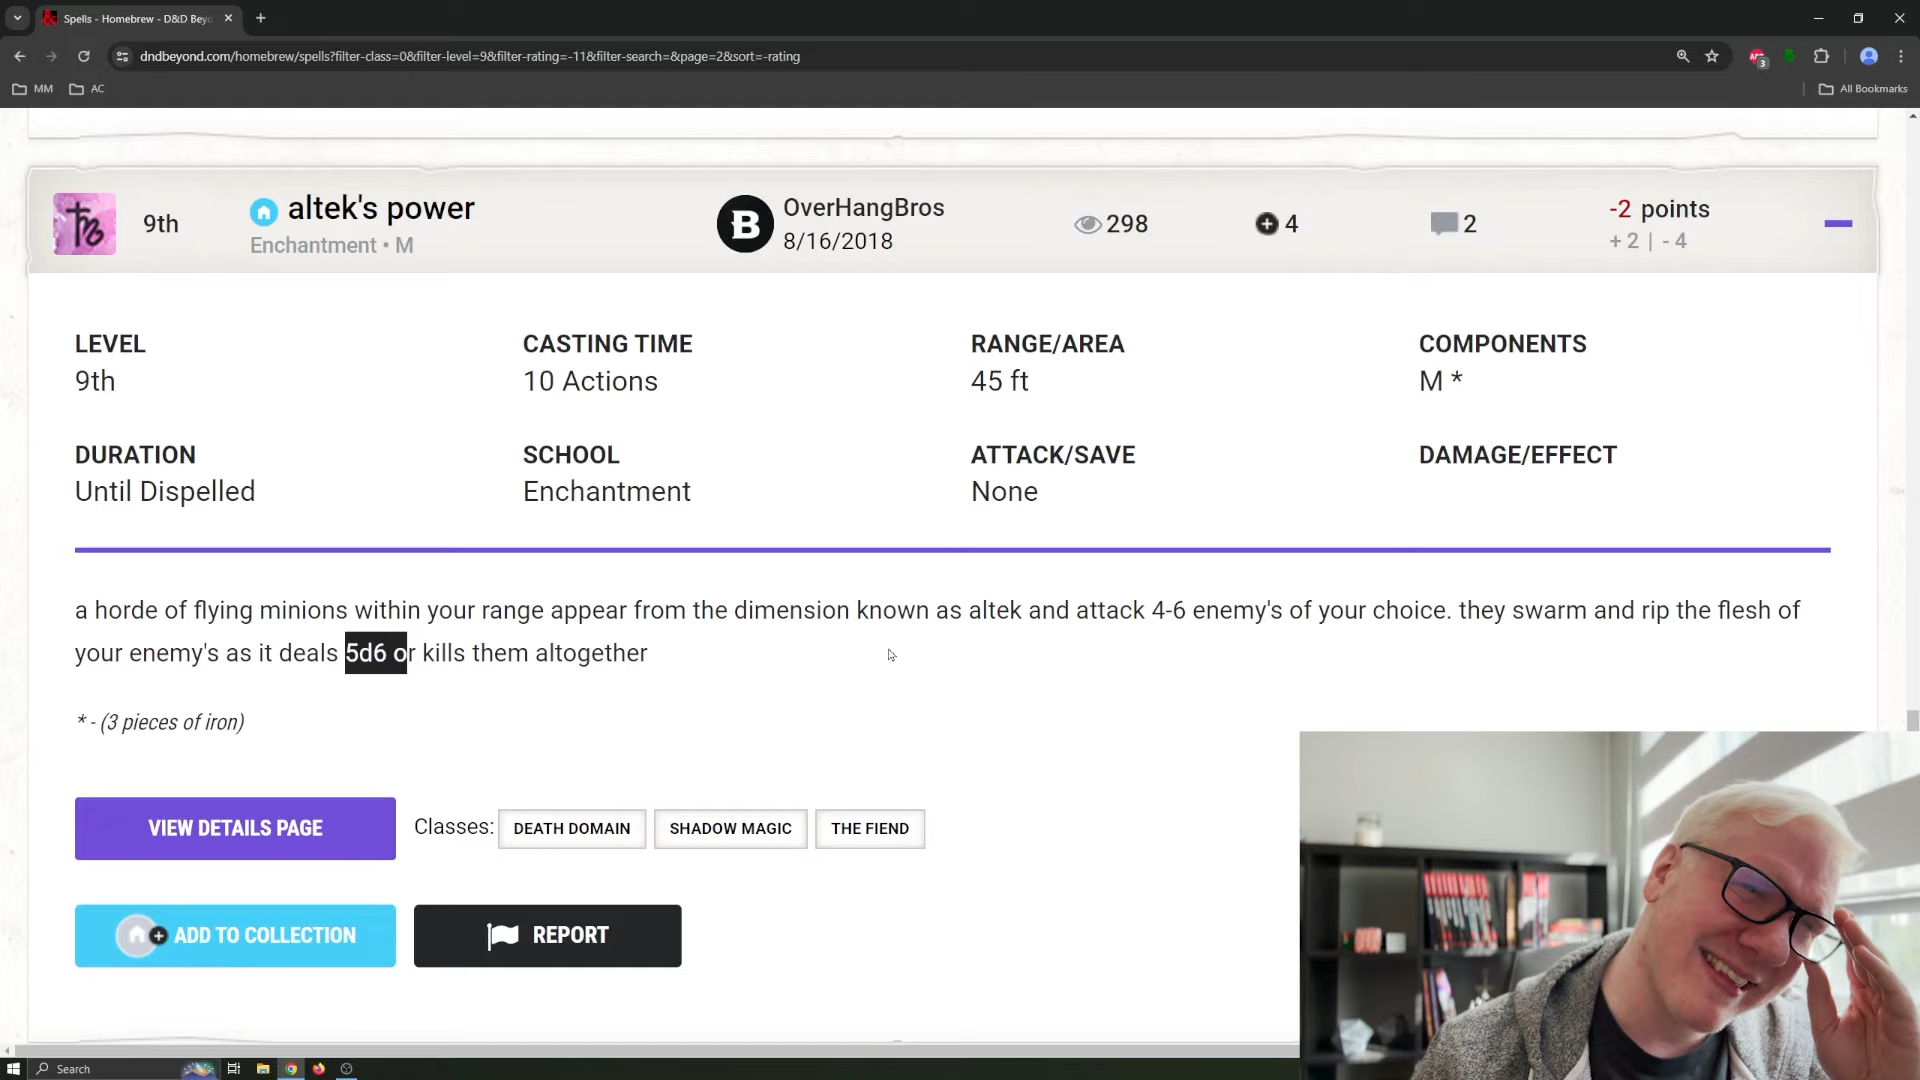 Spells - Homebrew - D&D Beyo
dndbeyond.com/homebrew/spells?filter-class=0&filter-level=9&filter-rating=-11&filter-search=&page=2&sort=-rating
3
MM
AC
All Bookmarks
9th
altek's power
Enchantment • M
B
OverHangBros
8/16/2018
298
4
2
-2 points
+ 2 | - 4
LEVEL
CASTING TIME
RANGE/AREA
COMPONENTS
9th
10 Actions
45 ft
M *
DURATION
SCHOOL
ATTACK/SAVE
DAMAGE/EFFECT
Until Dispelled
Enchantment
None
a horde of flying minions within your range appear from the dimension known as altek and attack 4-6 enemy's of your choice. they swarm and rip the flesh of
your enemy's as it deals 5d6 or kills them altogether
* - (3 pieces of iron)
VIEW DETAILS PAGE
Classes: DEATH DOMAIN SHADOW MAGIC THE FIEND
ADD TO COLLECTION
REPORT
Search